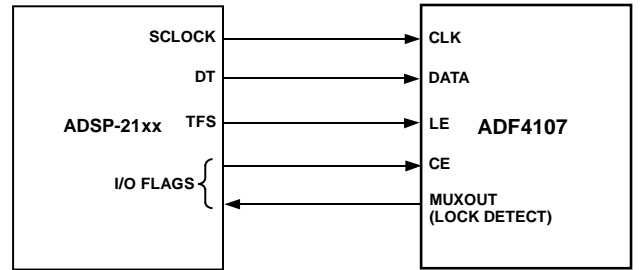 SCLOCK
DT
TFS
ADSP-21xx
I/O FLAGS
CLK
DATA
LE
ADF4107
CE
MUXOUT
(LOCK DETECT)